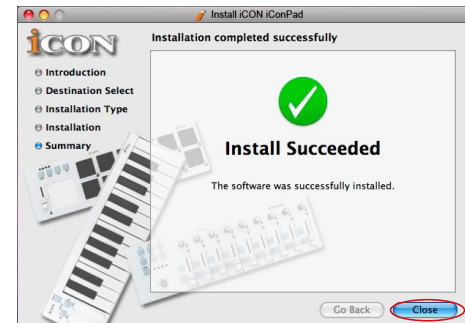 Install iCON iConPad
iCON
Installation completed successfully
Introduction
Destination Select
Installation Type
Installation
Summary
Install Succeeded
The software was successfully installed.
Go Back
Close